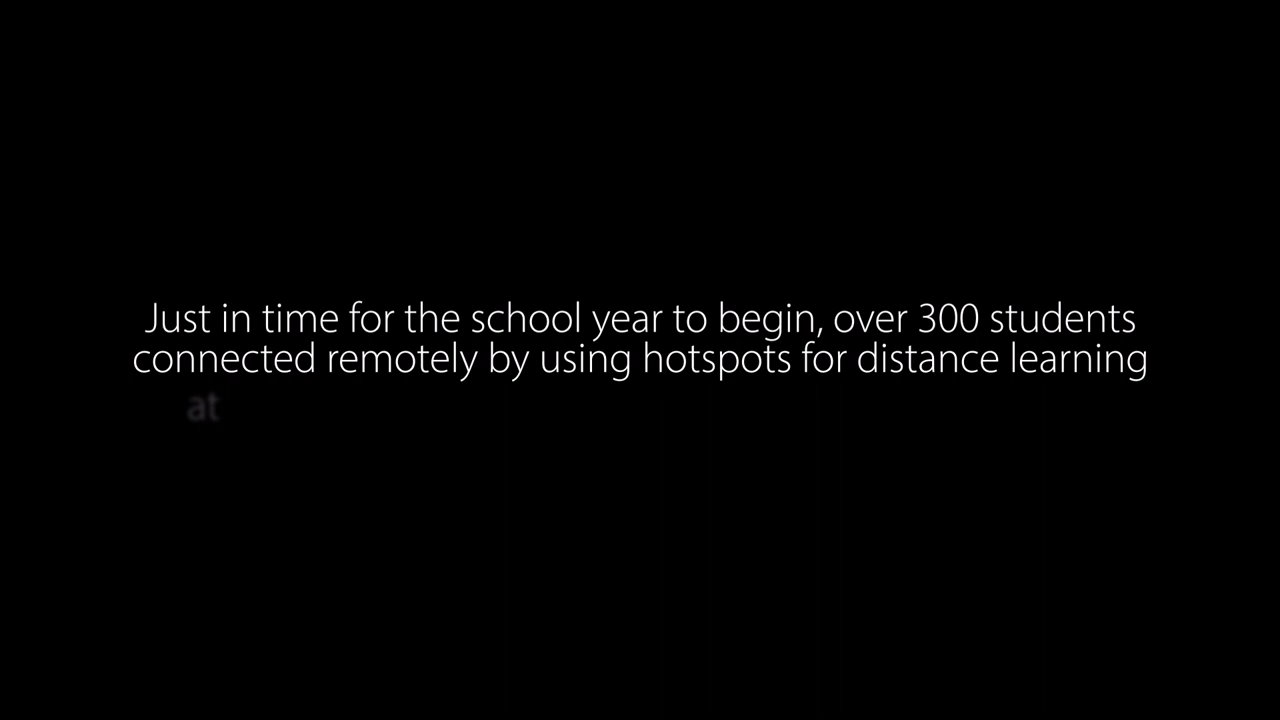 Just in time for the school year to begin, over 300 students
connected remotely by using hotspots for distance learning
at